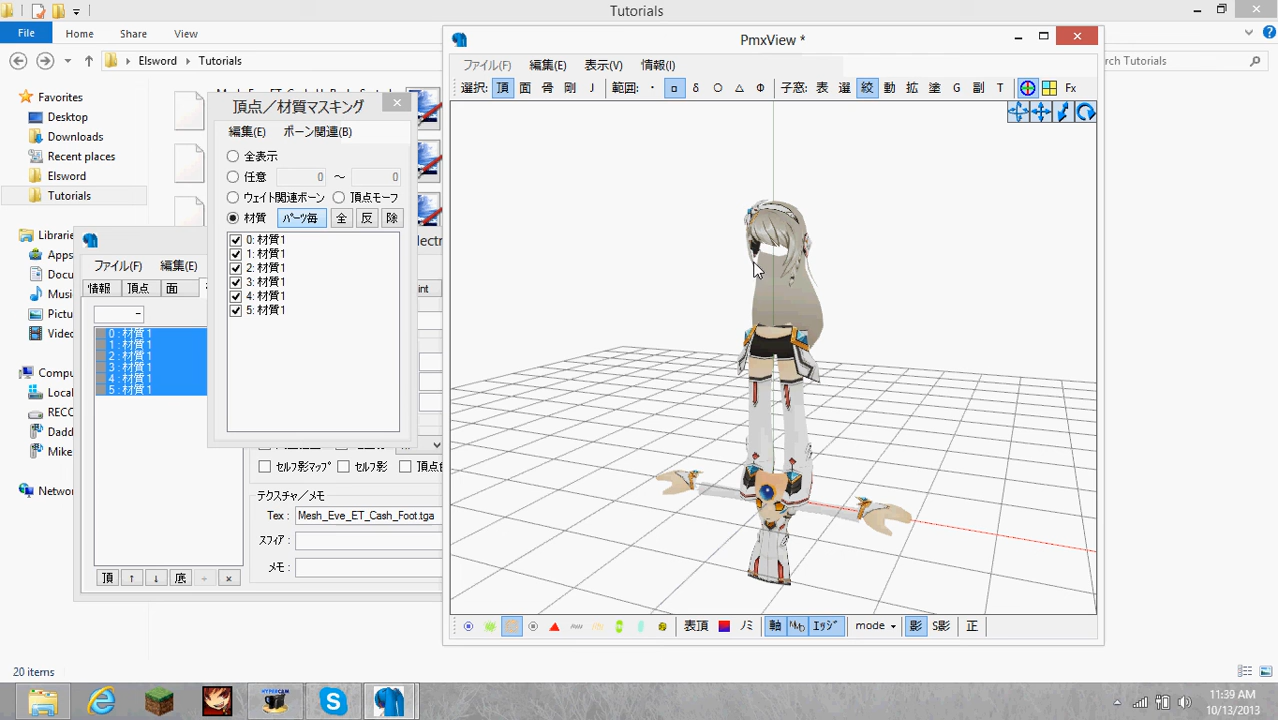 Tutorials
File
Home
Share
View
Elsword
Tutorials
ch Tutorials
Favorites
Desktop
Downloads
Recent places
Elsword
Tutorials
Librarie
Apps
Docu
Music
Pictu
Video
Compu
Local
RECO
Dadd
Mike
Netwo
20 items
ファイル(F)
編集(E)
情報
頂点
面
0 : 材質1
1 : 材質1
2 : 材質1
3 : 材質1
4 : 材質1
5 : 材質1
頂
↑
↓
底
+
×
セルフ影マップ
セルフ影
テクスチャ/メモ
Tex :
Mesh_Eve_ET_Cash_Foot.tga
スフィア
メモ :
lectr
int
頂点/材質マスキング
編集(E)
ボーン関連(B)
全表示
任意
0
~
0
ウェイト関連ボーン
頂点モーフ
材質
パーツ毎
全
反
除
0: 材質1
1: 材質1
2: 材質1
3: 材質1
4: 材質1
5: 材質1
PmxView *
ファイル(F)
編集(E)
表示(V)
情報(I)
選択:
頂
面
骨
剛
J
範囲:
子窓:
表
選
絞
動
拡
塗
G
副
T
Fx
表頂
ノミ
軸
エッジ
mode
影
S影
正
HYPERCAM
11:39 AM
10/13/2013